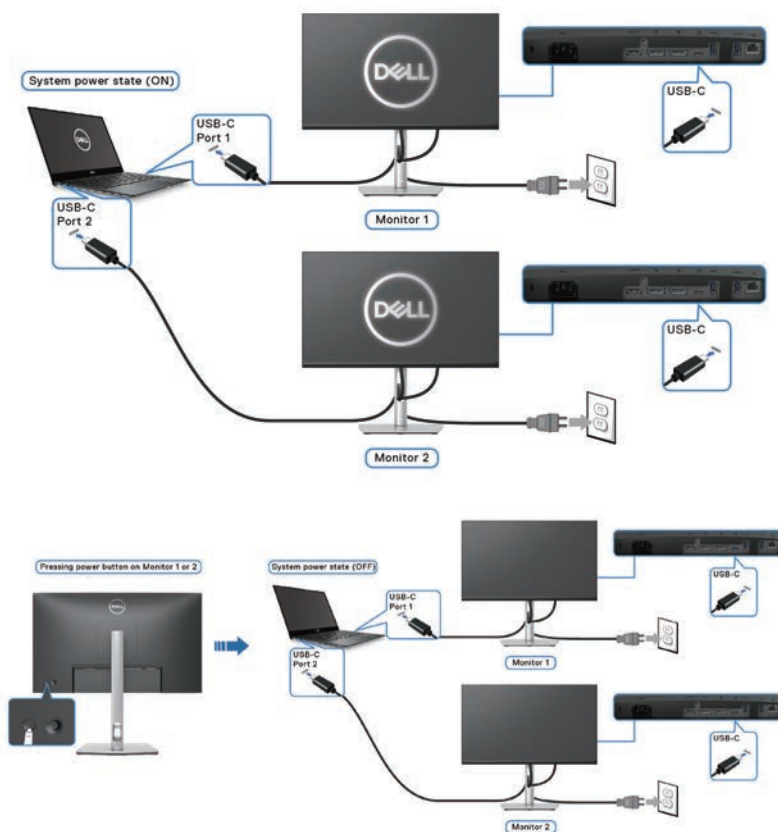 System power state (ON)
DELL
USB-C
USB-C
Port 1
DELL
USB-C
Port 2
Monitor 1
DELL
USB-C
Monitor 2
Pressing power button on Monitor 1 or 2
System power state (OFF)
DELL
USB-C
USB-C
Port 1
USB-C
Port 2
Monitor 1
USB-C
Monitor 2